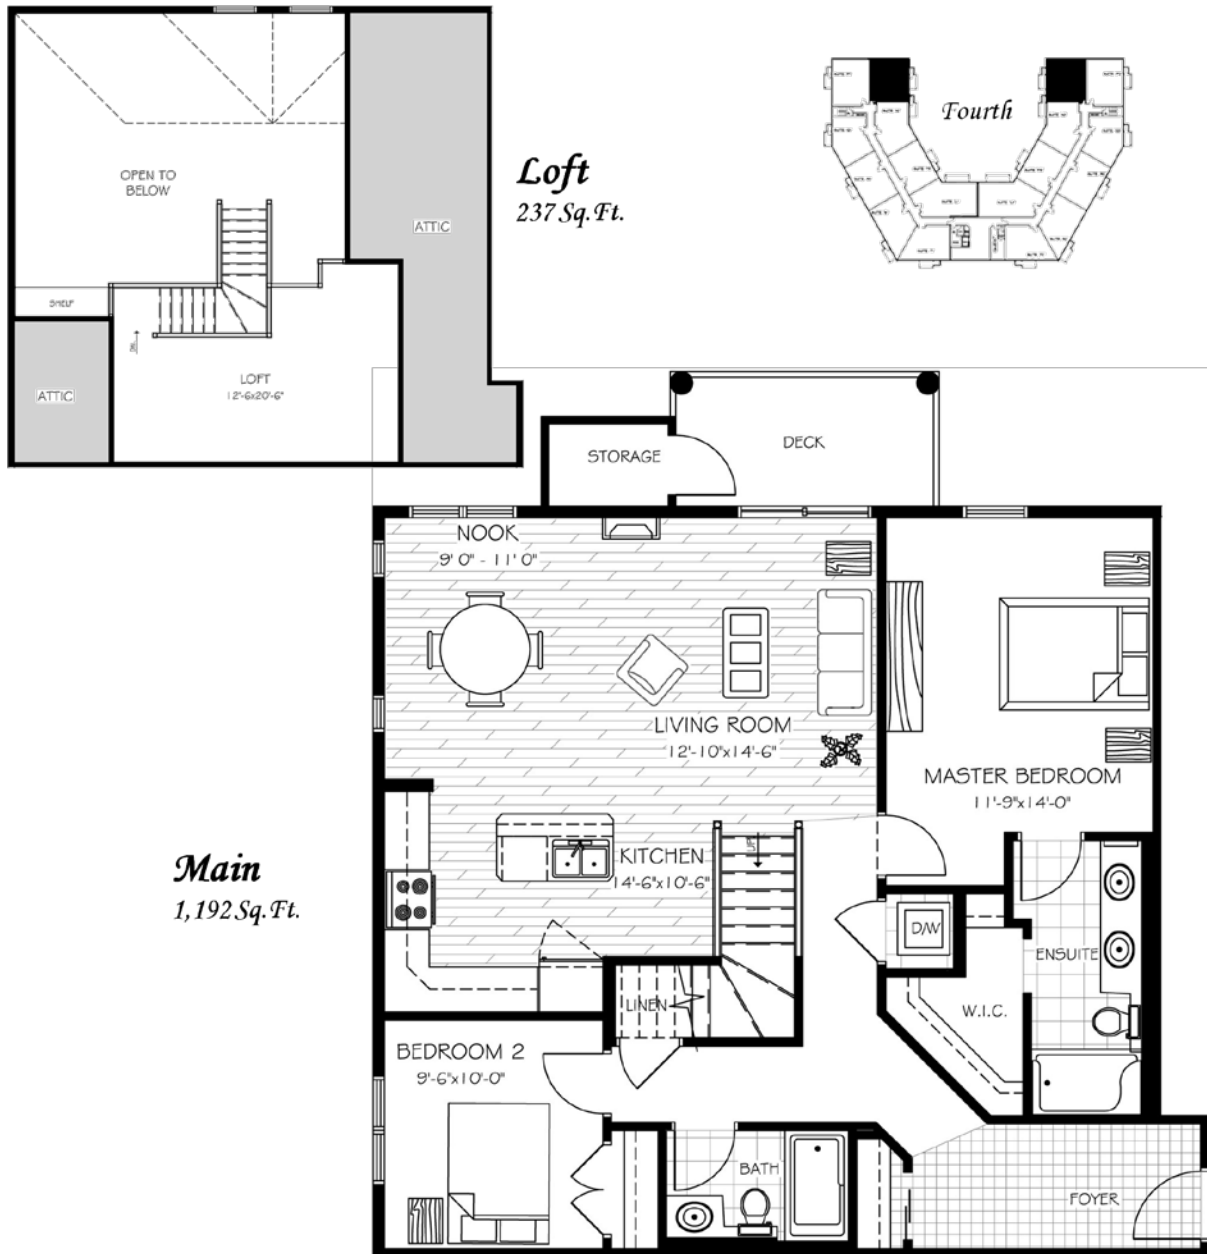 OPEN TO
BELOW
ATTIC
SHELF
DN.
LOFT
12'-6x20'-6"
ATTIC
Loft
237 Sq. Ft.
Fourth
STORAGE
DECK
NOOK
9' 0" - 11' 0"
LIVING ROOM
12'-10"x14'-6"
MASTER BEDROOM
11'-9"x14'-0"
Main
1,192 Sq. Ft.
KITCHEN
14'-6"x10'-6"
UP
D/W
ENSUITE
W.I.C.
LINEN
BEDROOM 2
9'-6"x10'-0"
BATH
FOYER